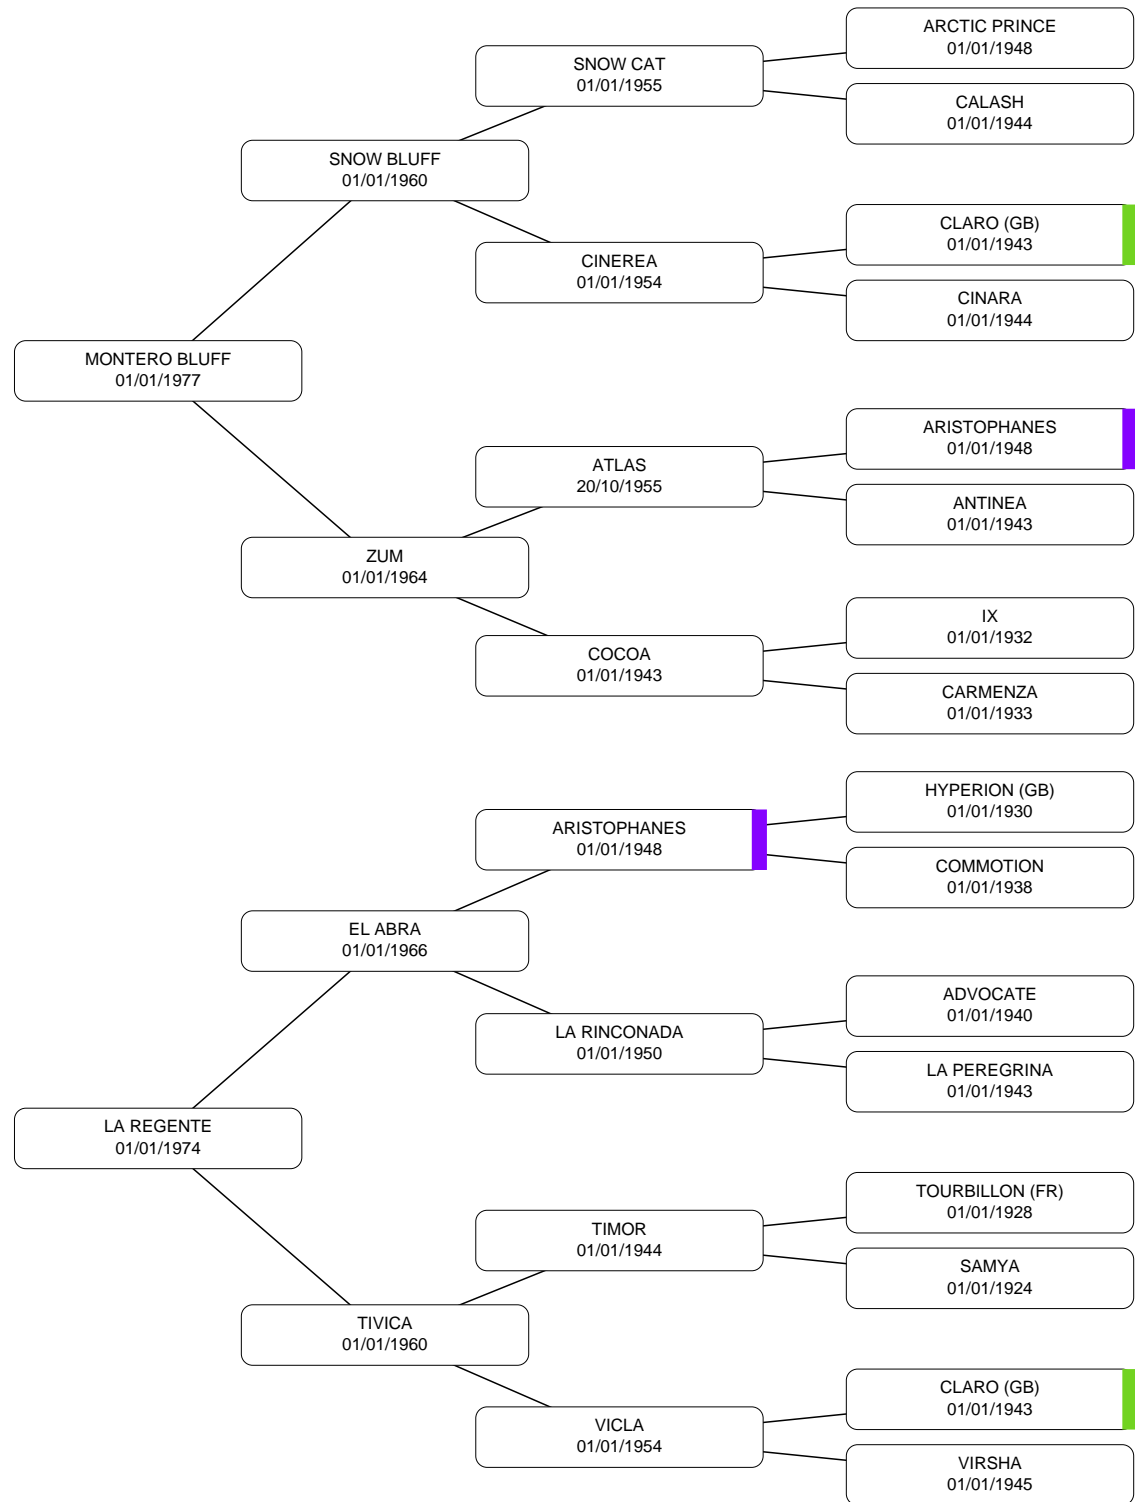 ARCTIC PRINCE
01/01/1948
SNOW CAT
01/01/1955
CALASH
01/01/1944
SNOW BLUFF
01/01/1960
CLARO (GB)
01/01/1943
CINEREA
01/01/1954
CINARA
01/01/1944
MONTERO BLUFF
01/01/1977
ARISTOPHANES
01/01/1948
ATLAS
20/10/1955
ANTINEA
01/01/1943
ZUM
01/01/1964
IX
01/01/1932
COCOA
01/01/1943
CARMENZA
01/01/1933
HYPERION (GB)
01/01/1930
ARISTOPHANES
01/01/1948
COMMOTION
01/01/1938
EL ABRA
01/01/1966
ADVOCATE
01/01/1940
LA RINCONADA
01/01/1950
LA PEREGRINA
01/01/1943
LA REGENTE
01/01/1974
TOURBILLON (FR)
01/01/1928
TIMOR
01/01/1944
SAMYA
01/01/1924
TIVICA
01/01/1960
CLARO (GB)
01/01/1943
VICLA
01/01/1954
VIRSHA
01/01/1945